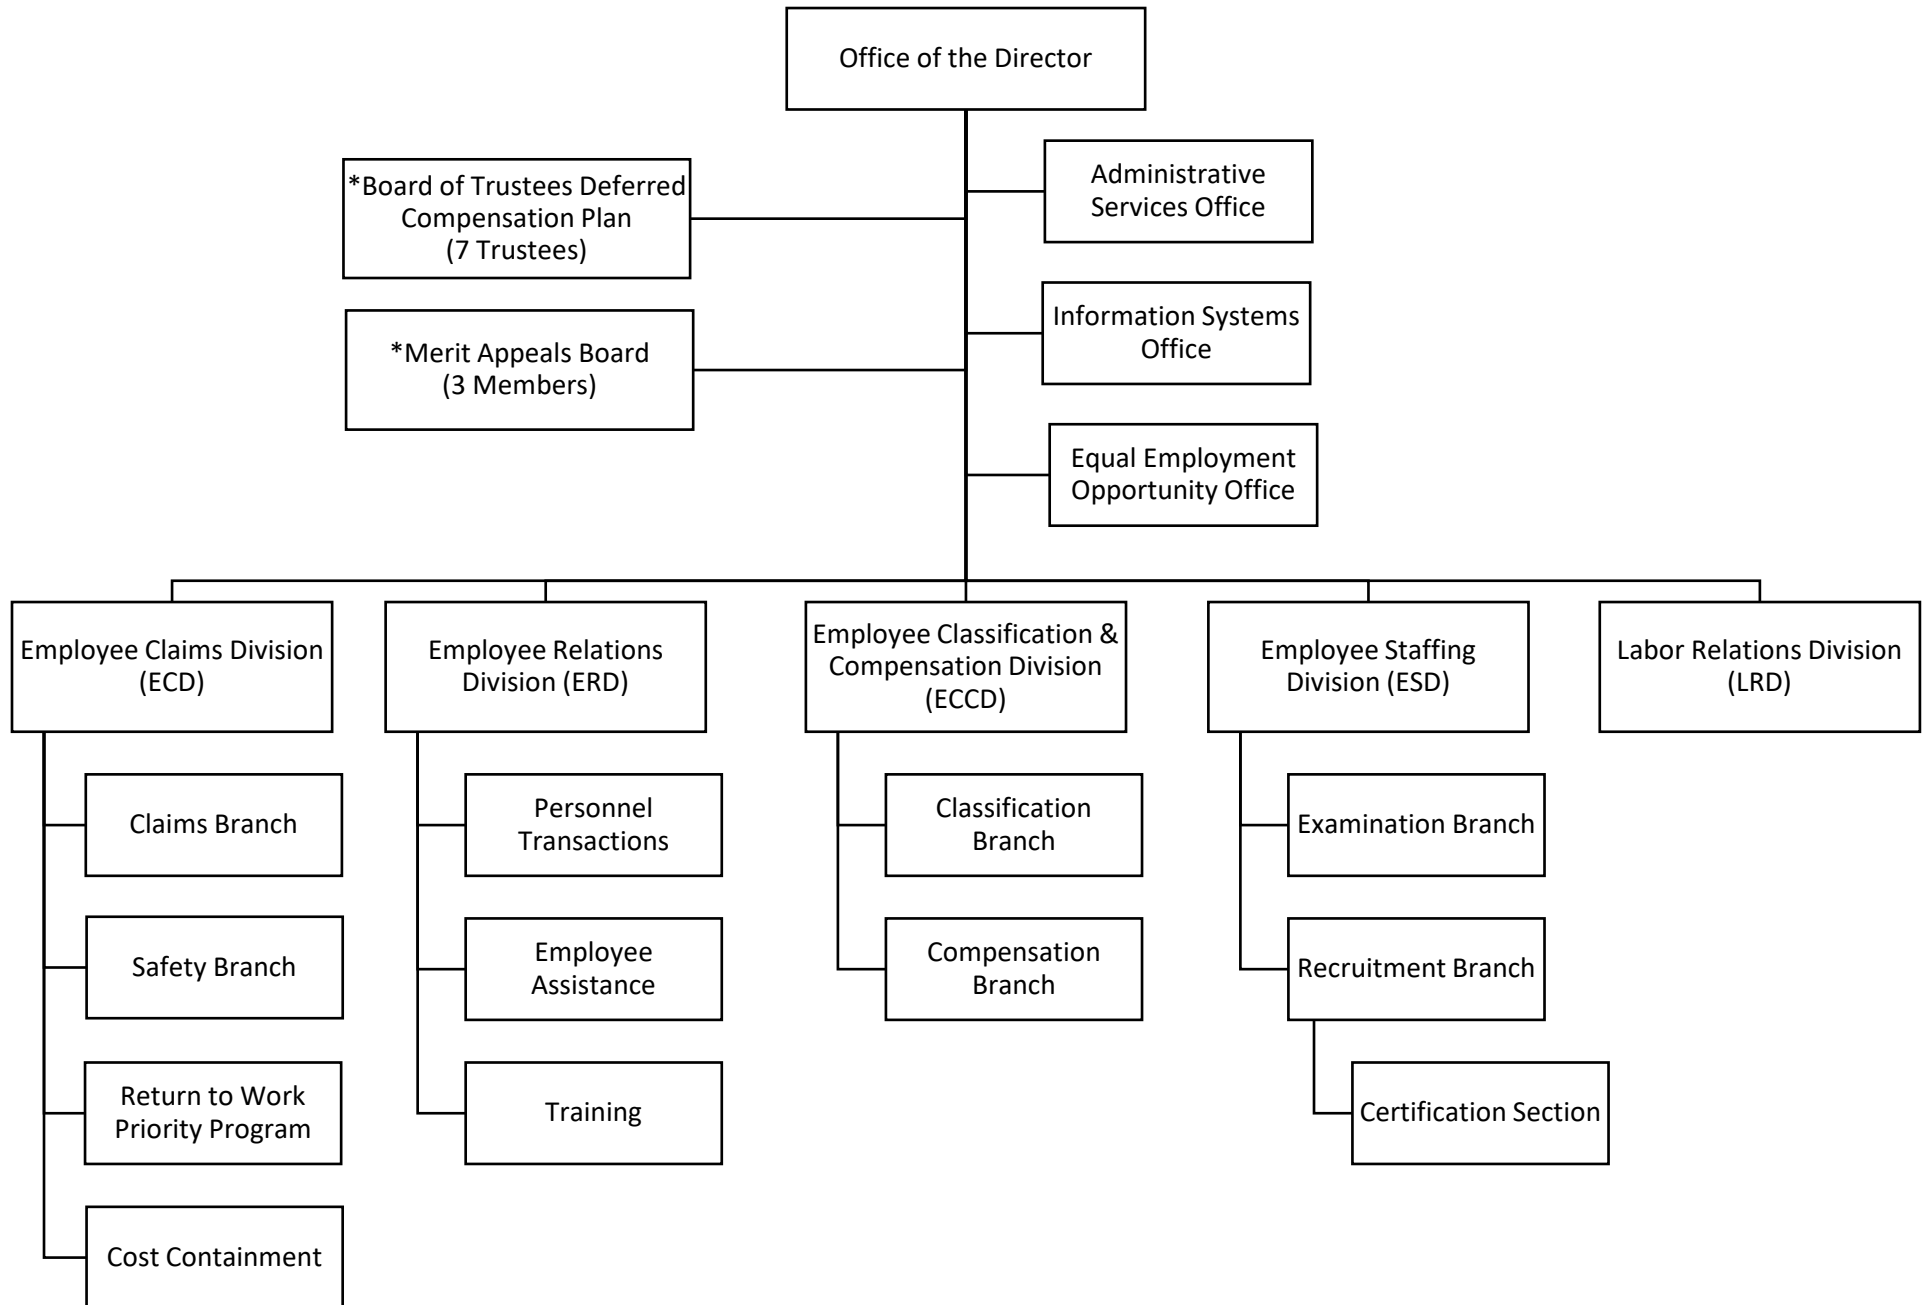 Office of the Director
*Board of Trustees Deferred
Compensation Plan
(7 Trustees)
Administrative
Services Office
*Merit Appeals Board
(3 Members)
Information Systems
Office
Equal Employment
Opportunity Office
Employee Claims Division
(ECD)
Employee Relations
Division (ERD)
Employee Classification &
Compensation Division
(ECCD)
Employee Staffing
Division (ESD)
Labor Relations Division
(LRD)
Claims Branch
Safety Branch
Return to Work
Priority Program
Cost Containment
Personnel
Transactions
Employee
Assistance
Training
Classification
Branch
Compensation
Branch
Examination Branch
Recruitment Branch
Certification Section